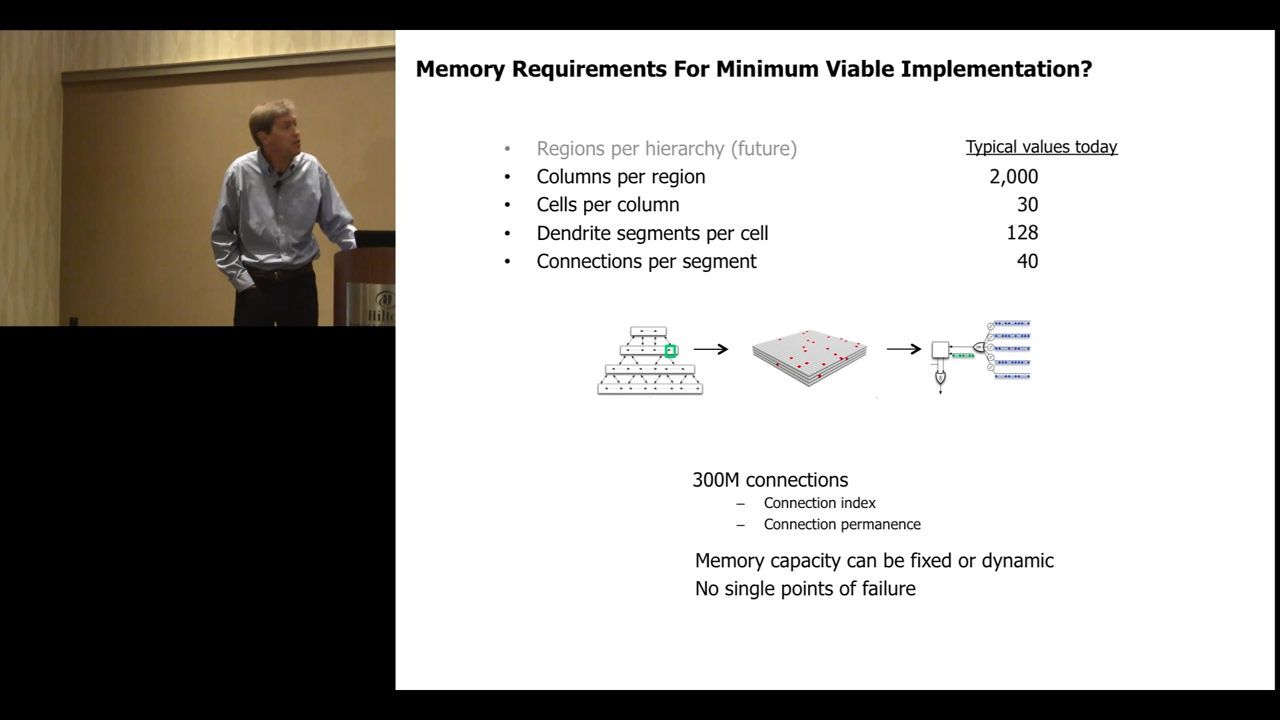 Memory Requirements For Minimum Viable Implementation?
• Regions per hierarchy (future)
Typical values today
• Columns per region 2,000
• Cells per column 30
• Dendrite segments per cell 128
• Connections per segment 40
300M connections
– Connection index
– Connection permanence
Memory capacity can be fixed or dynamic
No single points of failure